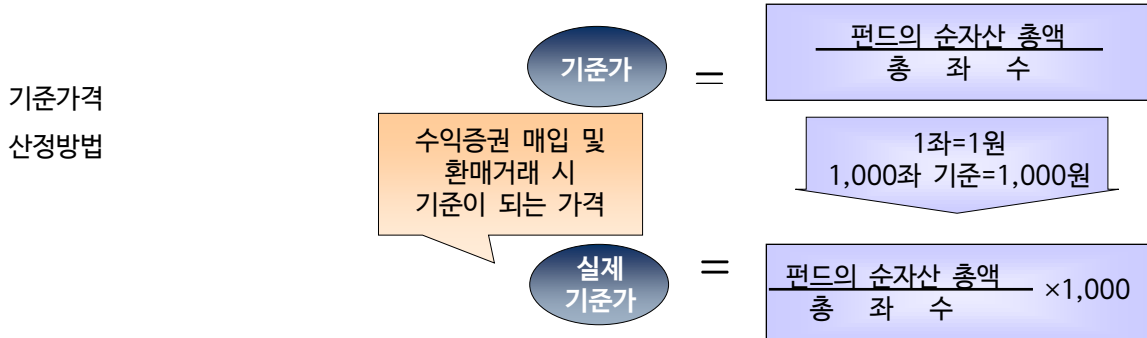 기준가격
산정방법
기준가
=
펀드의 순자산 총액
총 좌 수
수익증권 매입 및
환매거래 시
기준이 되는 가격
1좌=1원
1,000좌 기준=1,000원
실제
기준가
=
펀드의 순자산 총액
총 좌 수
×1,000